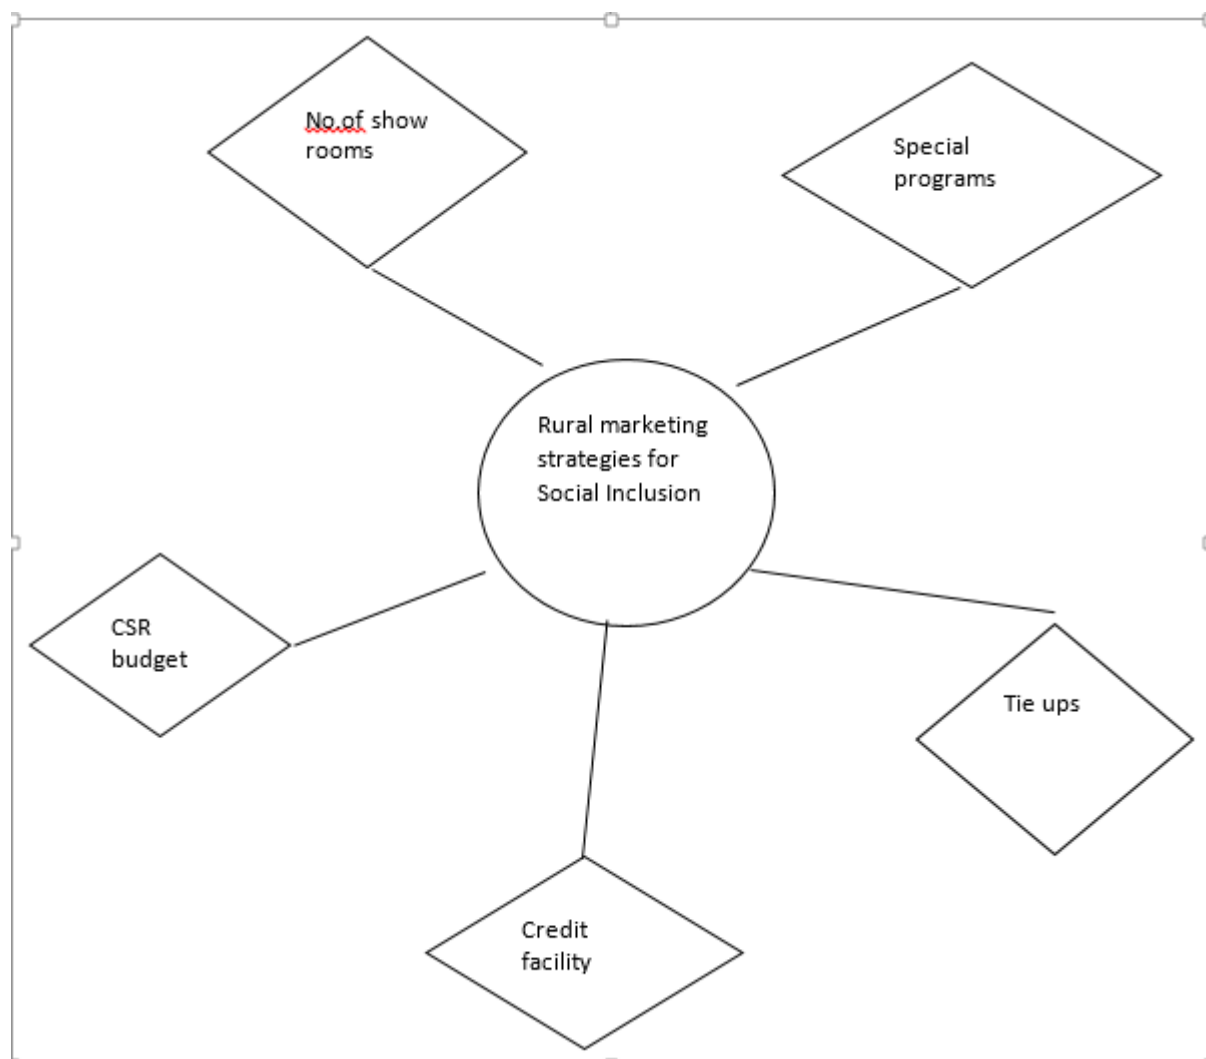 No.of show
rooms
Special
programs
Rural marketing
strategies for
Social Inclusion
CSR
budget
Tie ups
Credit
facility